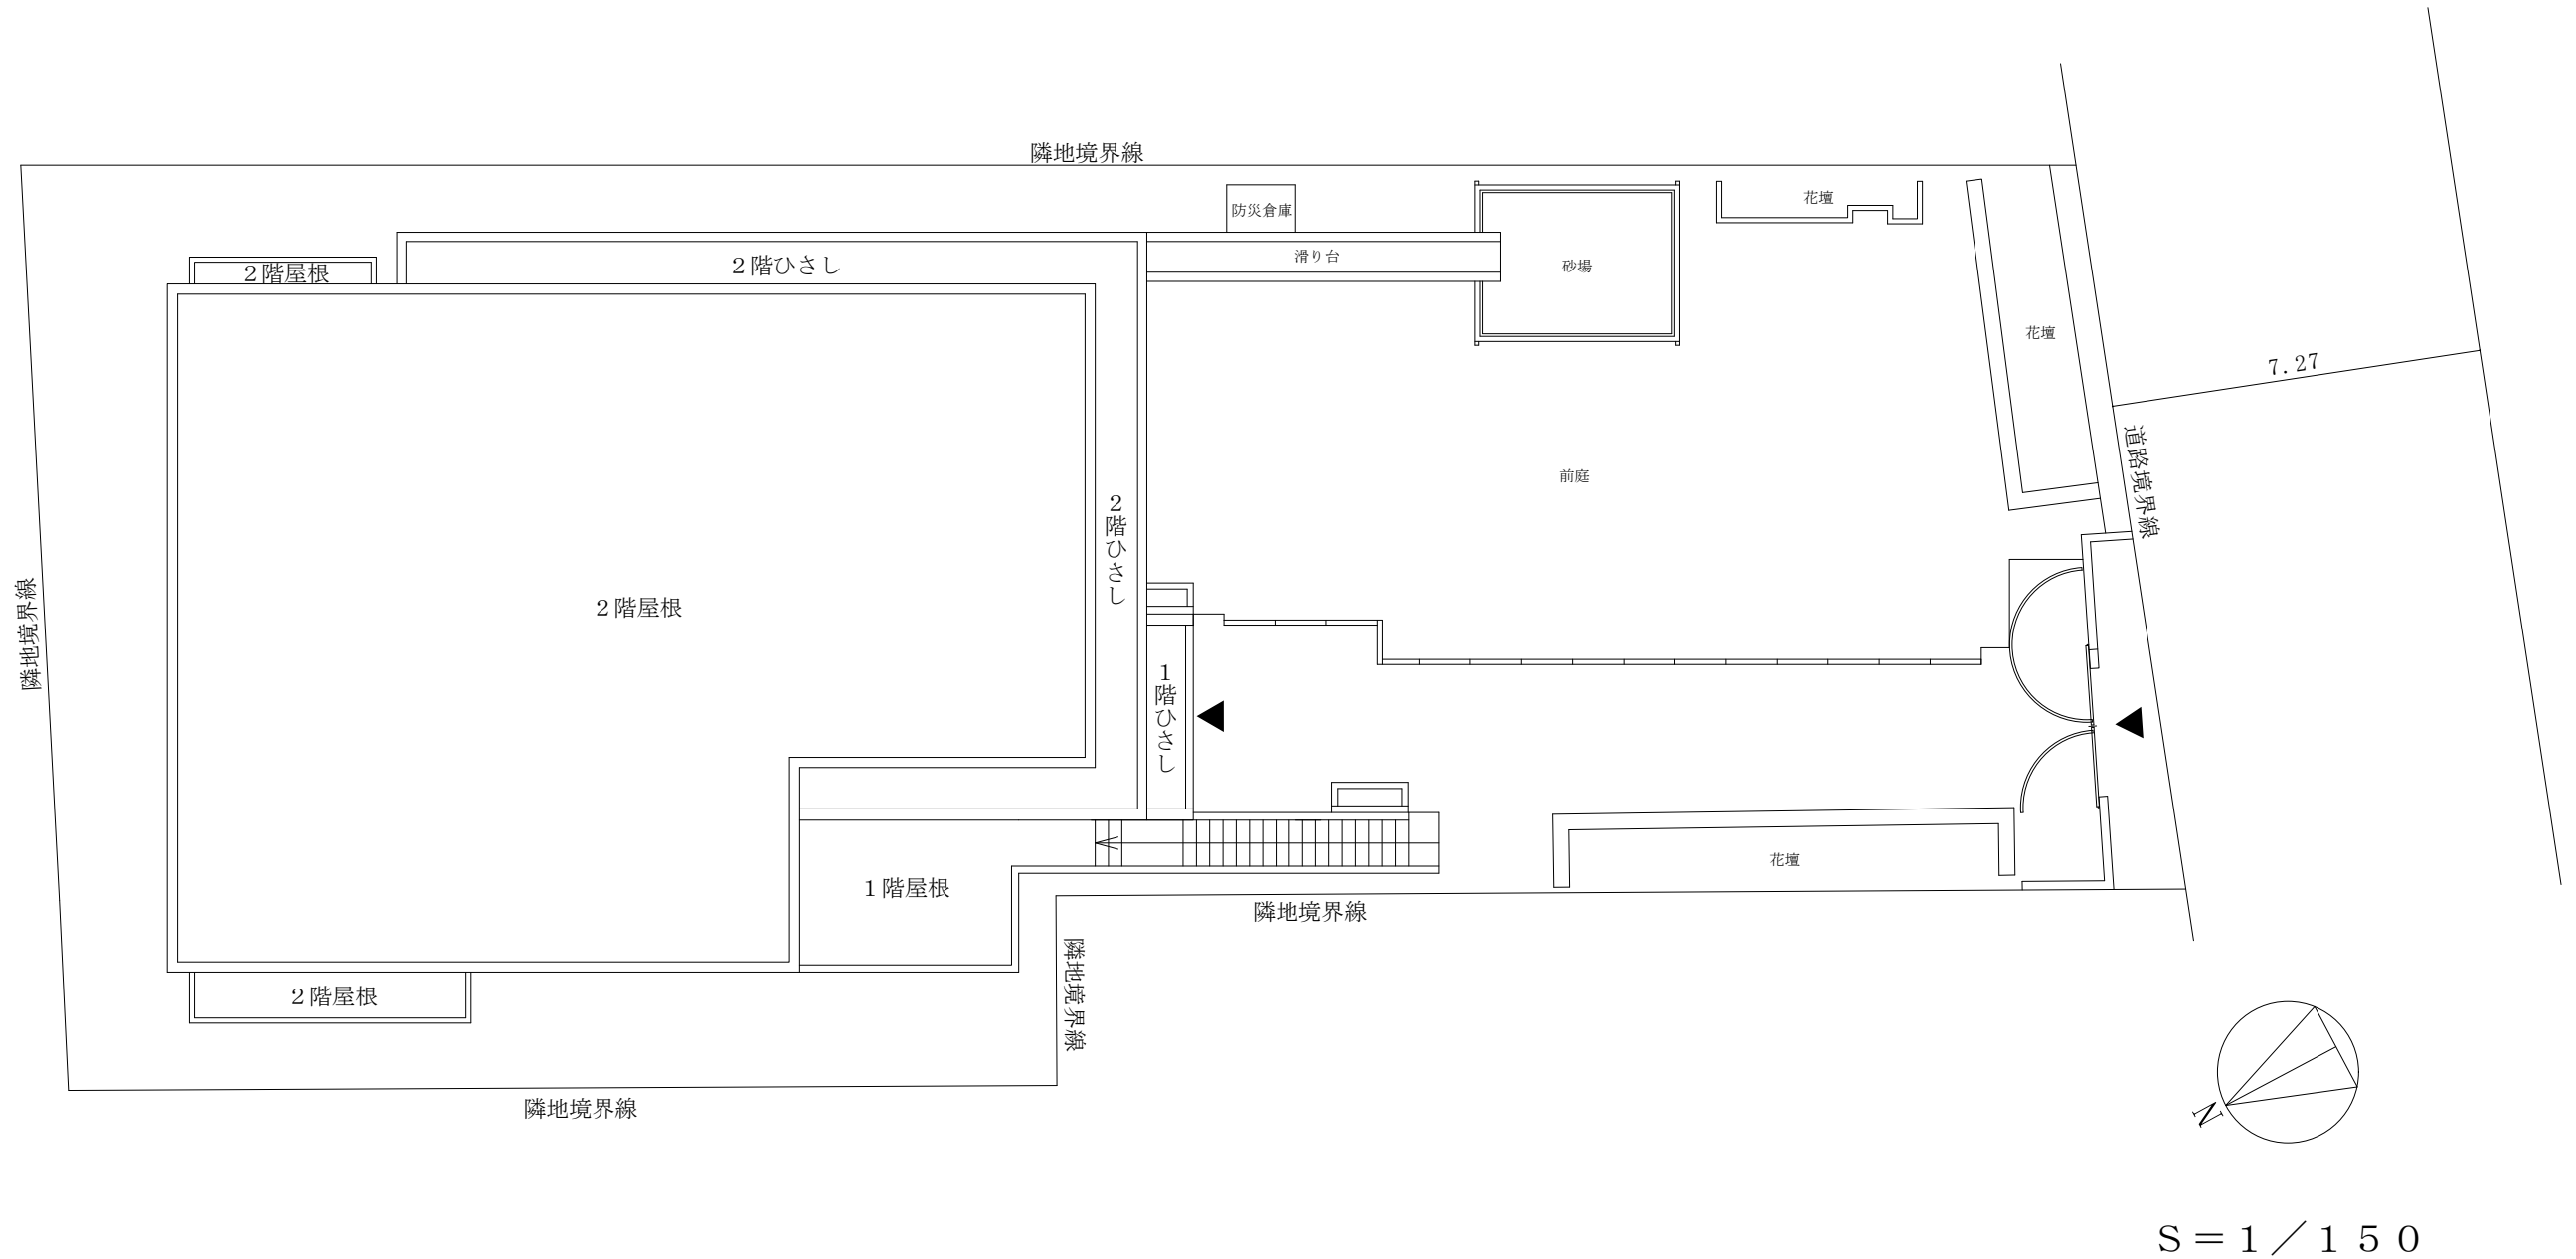 隣地境界線
防災倉庫
花壇
2階屋根
2階ひさし
滑り台
砂場
花壇
7.27
道路境界線
前庭
2階ひさし
2階屋根
隣地境界線
1階ひさし
花壇
1階屋根
隣地境界線
隣地境界線
2階屋根
隣地境界線
N
S＝1／150